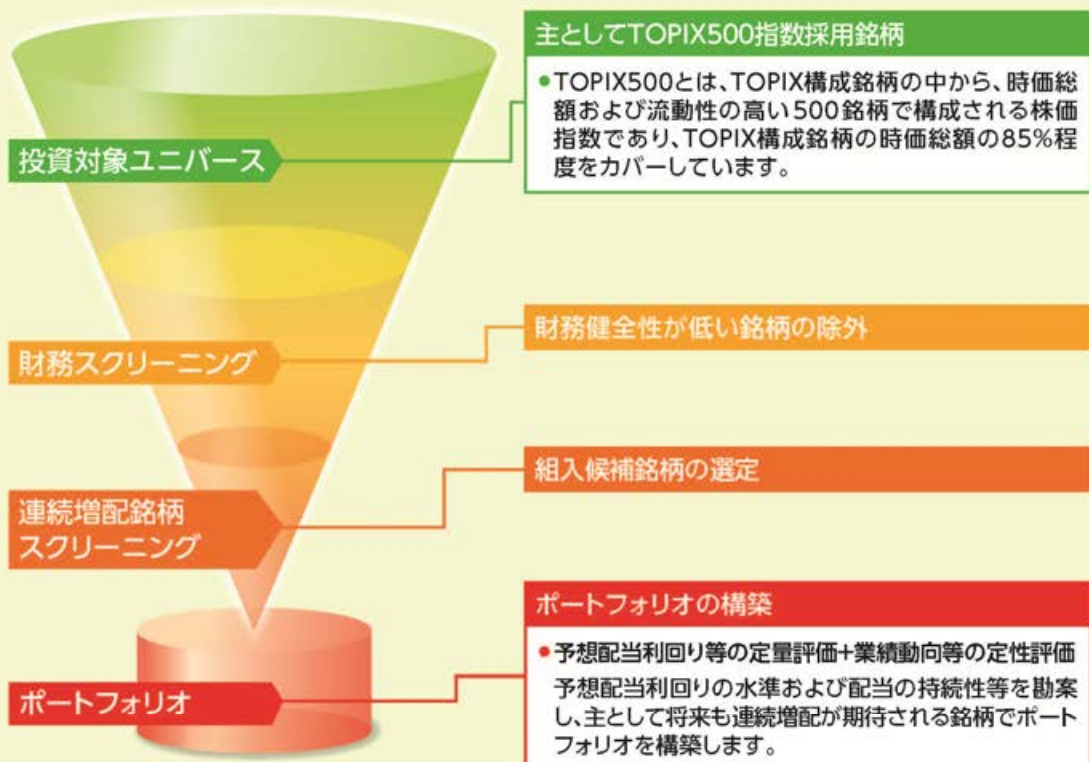 投資対象ユニバース
主としてTOPIX500指数採用銘柄
●TOPIX500とは、TOPIX構成銘柄の中から、時価総
額および流動性の高い500銘柄で構成される株価
指数であり、TOPIX構成銘柄の時価総額の85%程
度をカバーしています。
財務スクリーニング
財務健全性が低い銘柄の除外
連続増配銘柄
スクリーニング
組入候補銘柄の選定
ポートフォリオ
ポートフォリオの構築
●予想配当利回り等の定量評価+業績動向等の定性評価
予想配当利回りの水準および配当の持続性等を勘案
し、主として将来も連続増配が期待される銘柄でポート
フォリオを構築します。